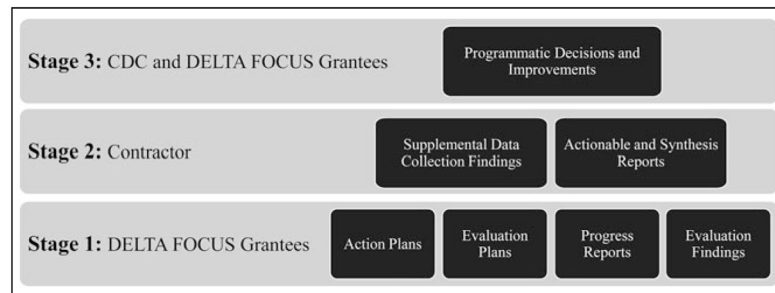 Stage 3: CDC and DELTA FOCUS Grantees
Programmatic Decisions and
Improvements
Stage 2: Contractor
Supplemental Data
Collection Findings
Actionable and Synthesis
Reports
Stage 1: DELTA FOCUS Grantees
Action Plans
Evaluation
Plans
Progress
Reports
Evaluation
Findings